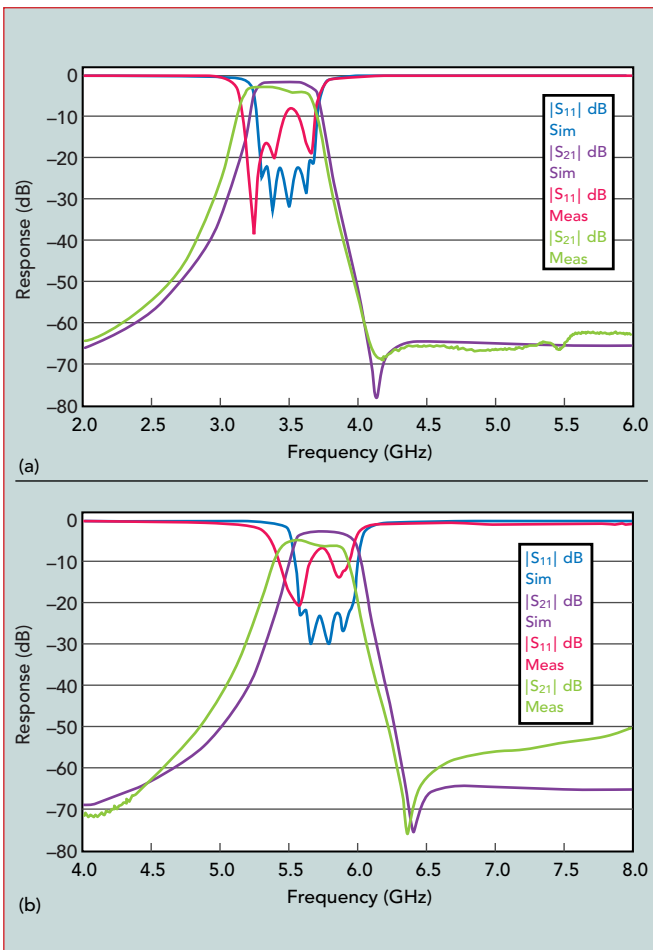 0
–10
–20
–30
–40
–50
–60
–70
–80
Response (dB)
|S11| dB
Sim
|S21| dB
Sim
|S11| dB
Meas
|S21| dB
Meas
2.0 2.5 3.0 3.5 4.0 4.5 5.0 5.5 6.0
Frequency (GHz)
(a)
0
–10
–20
–30
–40
–50
–60
–70
–80
Response (dB)
|S11| dB
Sim
|S21| dB
Sim
|S11| dB
Meas
|S21| dB
Meas
4.0 4.5 5.0 5.5 6.0 6.5 7.0 7.5 8.0
Frequency (GHz)
(b)